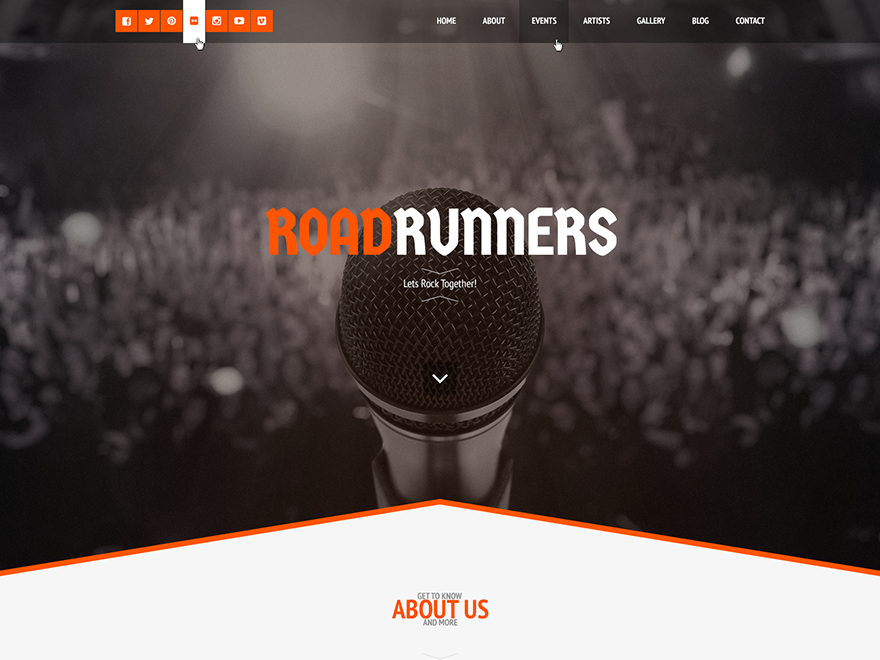 HOME ABOUT EVENTS ARTISTS GALLERY BLOG CONTACT
ROADRUNNERS
Lets Rock Together!
GET TO KNOW
ABOUT US
AND MORE